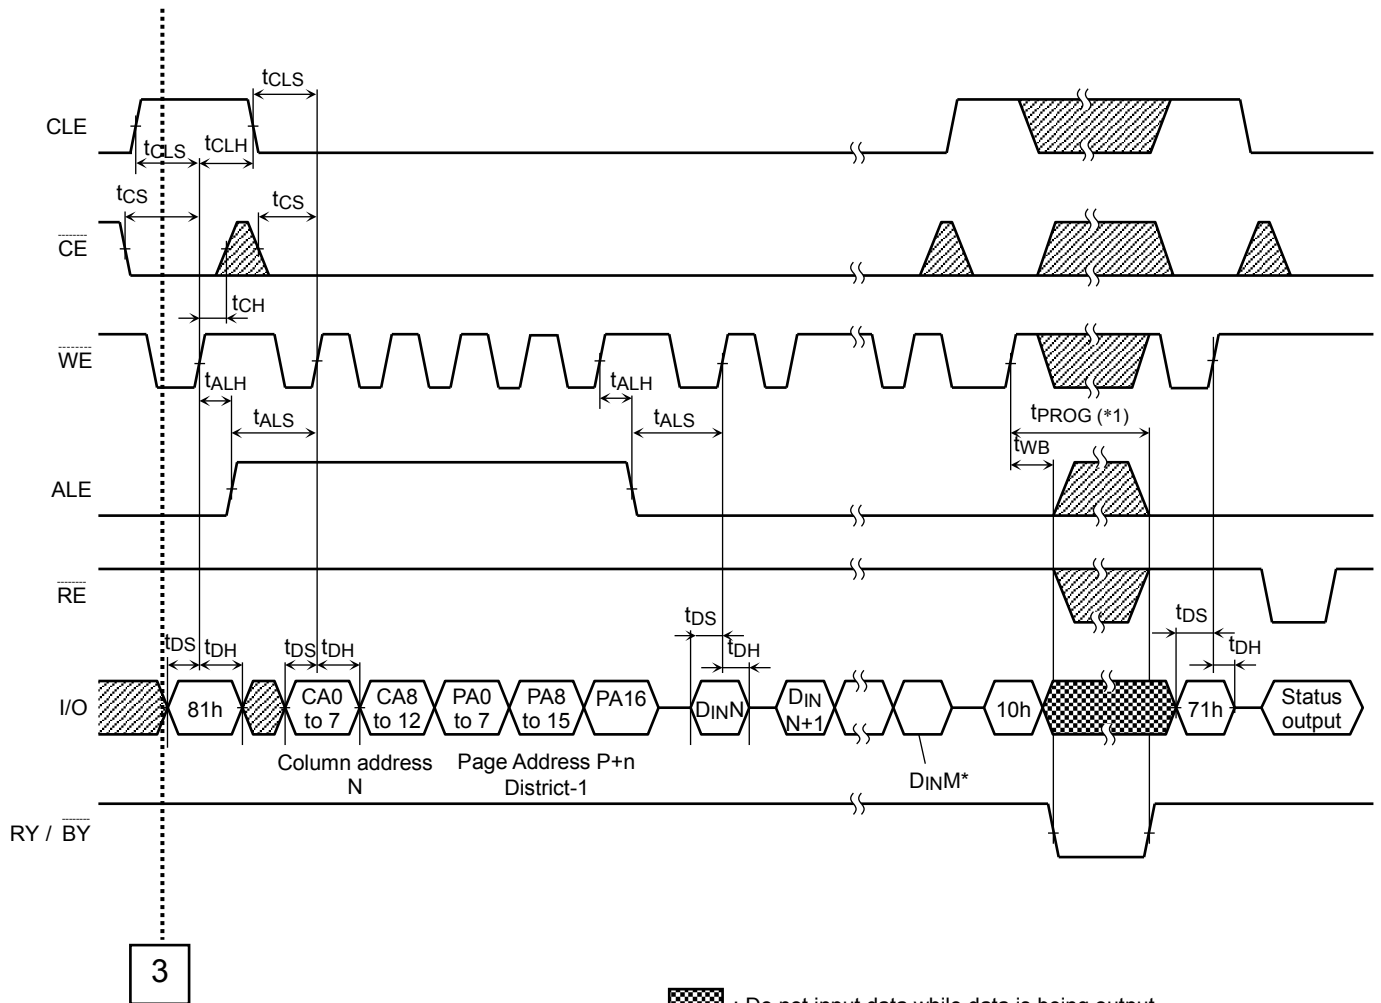 tCLS
CLE
tCLS
tCLH
tCS
tCS
CE
tCH
WE
tALH
tALH
tALS
tALS
tPROG (*1)
tWB
ALE
RE
tDS
tDH
tDS
tDH
tDS
tDH
tDS
tDH
I/O
81h
CA0 to 7
CA8 to 12
PA0 to 7
PA8 to 15
PA16
DINN
DIN N+1
10h
71h
Status output
Column address N
Page Address P+n District-1
DINM*
RY / BY
3
: Do not input data while data is being output.